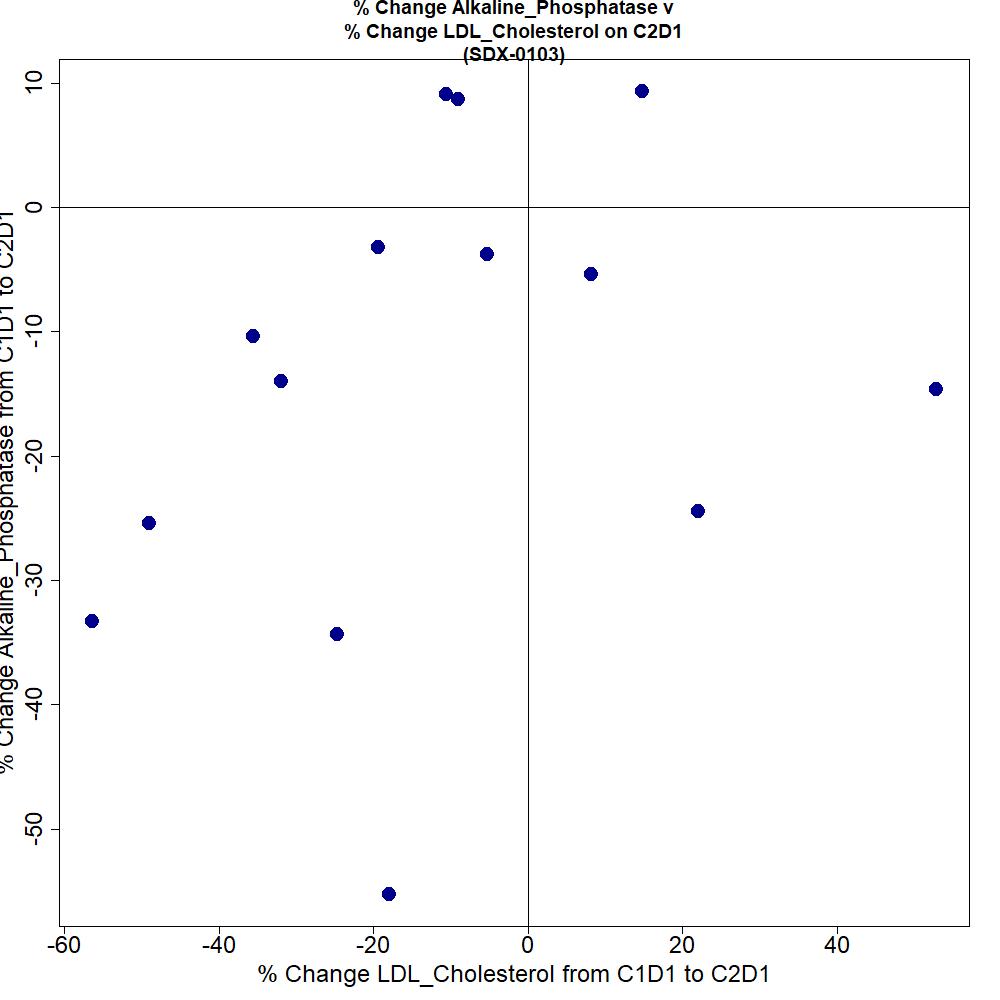 % Change Alkaline_Phosphatase v
% Change LDL_Cholesterol on C2D1
(SDX-0103)
% Change Alkaline_Phosphatase from C1D1 to C2D1
10
0
-10
-20
-30
-40
-50
-60
-40
-20
0
20
40
% Change LDL_Cholesterol from C1D1 to C2D1